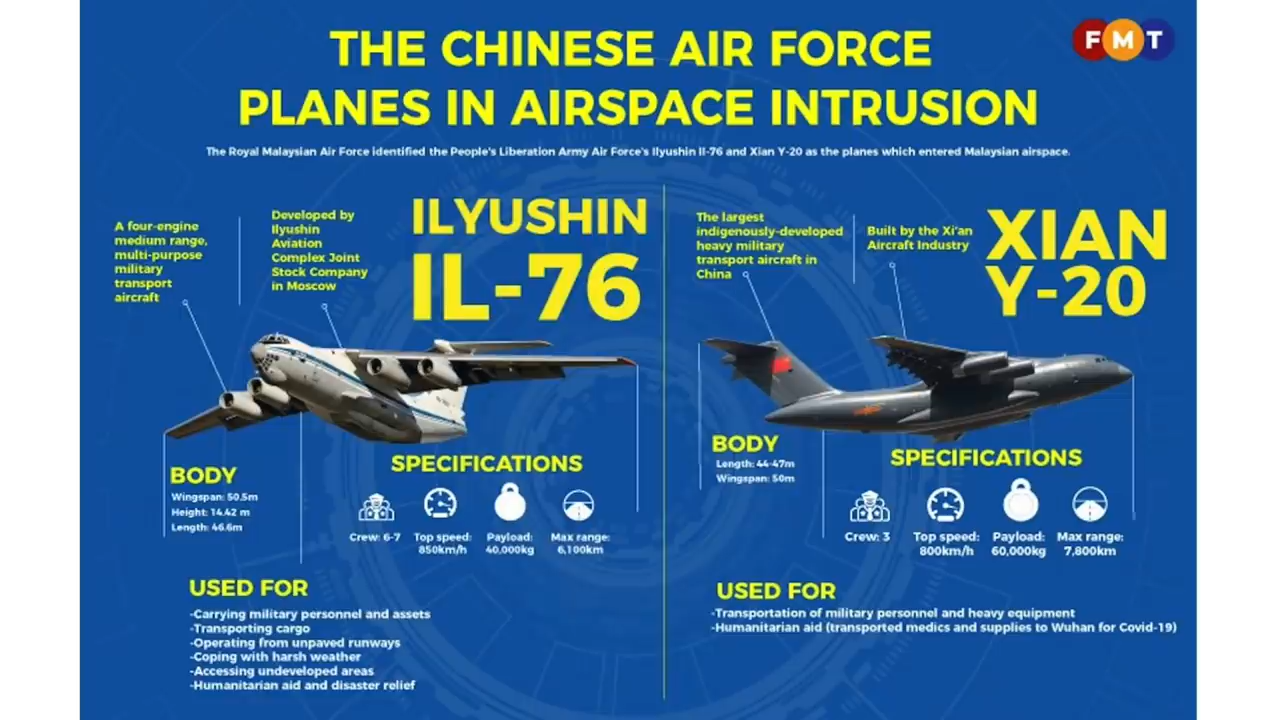 THE CHINESE AIR FORCE
PLANES IN AIRSPACE INTRUSION
FMT
The Royal Malaysian Air Force identified the People's Liberation Army Air Force's Ilyushin Il-76 and Xian Y-20 as the planes which entered Malaysian airspace.
A four-engine
medium range,
multi-purpose
military
transport
aircraft
Developed by
Ilyushin
Aviation
Complex Joint
Stock Company
in Moscow
ILYUSHIN
IL-76
BODY
Wingspan: 50.5m
Height: 14.42 m
Length: 46.6m
SPECIFICATIONS
Crew: 6-7
Top speed:
850km/h
Payload:
40,000kg
Max range:
6,100km
USED FOR
-Carrying military personnel and assets
-Transporting cargo
-Operating from unpaved runways
-Coping with harsh weather
-Accessing undeveloped areas
-Humanitarian aid and disaster relief
The largest
indigenously-developed
heavy military
transport aircraft in
China
Built by the Xi'an
Aircraft Industry
XIAN
Y-20
BODY
Length: 44-47m
Wingspan: 50m
SPECIFICATIONS
Crew: 3
Top speed:
800km/h
Payload:
60,000kg
Max range:
7,800km
USED FOR
-Transportation of military personnel and heavy equipment
-Humanitarian aid (transported medics and supplies to Wuhan for Covid-19)